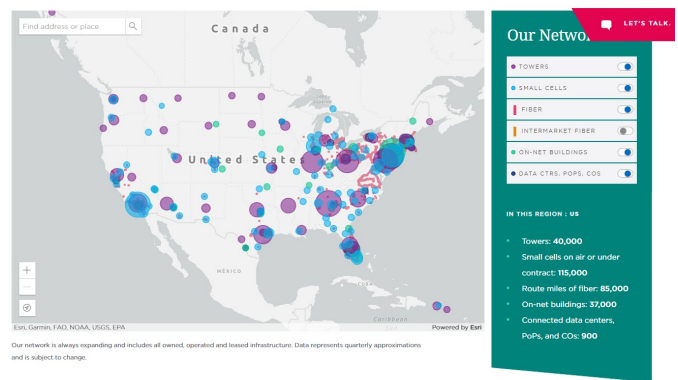 Find address or place
Canada
United States
MÉXICO
Caribbean
Esri, Garmin, FAO, NOAA, USGS, EPA
Powered by Esri
Our network is always expanding and includes all owned, operated and leased infrastructure. Data represents quarterly approximations
and is subject to change.
LET'S TALK.
Our Netwo
TOWERS
SMALL CELLS
FIBER
INTERMARKET FIBER
ON-NET BUILDINGS
DATA CTRS, POPS, COS
IN THIS REGION : US
Towers: 40,000
Small cells on air or under
contract: 115,000
Route miles of fiber: 85,000
On-net buildings: 37,000
Connected data centers,
PoPs, and COs: 900